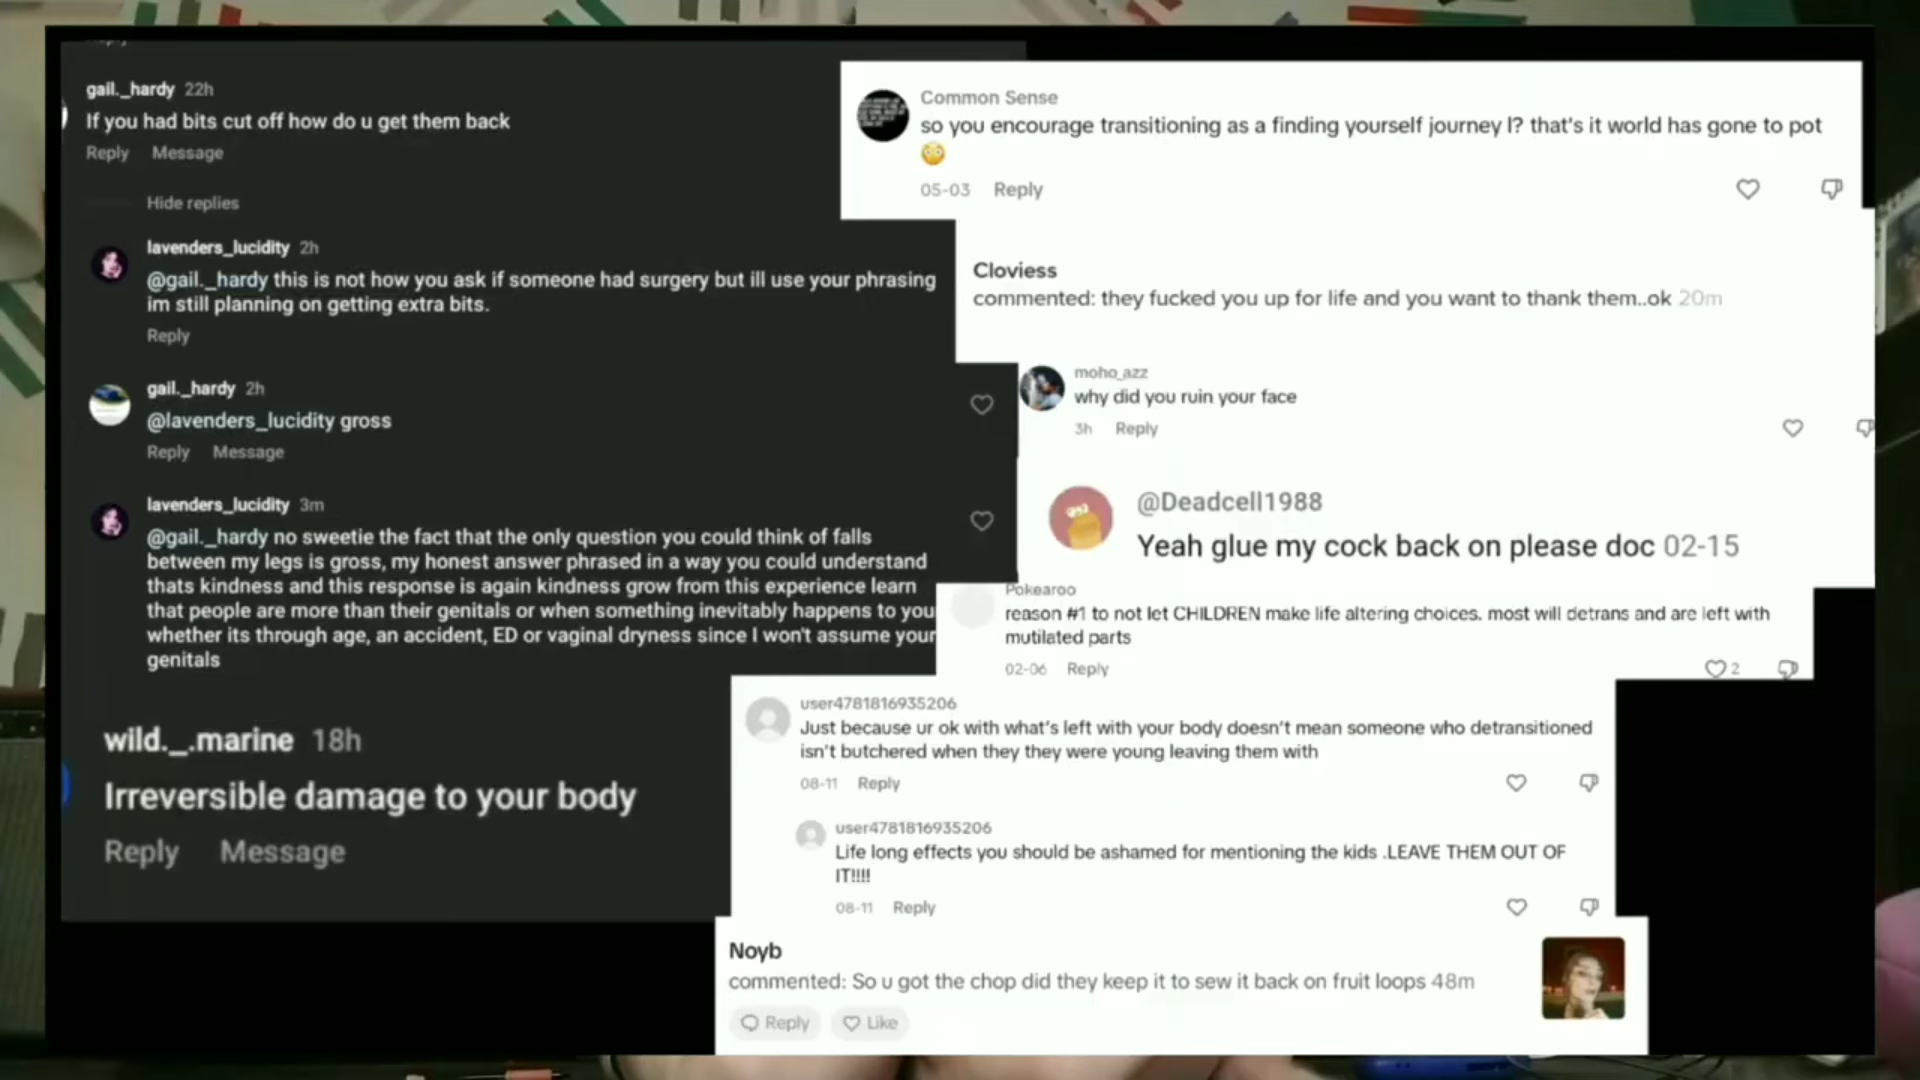 gail._hardy 22h
If you had bits cut off how do u get them back
Reply Message
Hide replies
lavenders_lucidity 2h
@gail._hardy this is not how you ask if someone had surgery but ill use your phrasing
im still planning on getting extra bits.
Reply
gail._hardy 2h
@lavenders_lucidity gross
Reply Message
lavenders_lucidity 3m
@gail._hardy no sweetie the fact that the only question you could think of falls
between my legs is gross, my honest answer phrased in a way you could understand
thats kindness and this response is again kindness grow from this experience learn
that people are more than their genitals or when something inevitably happens to you
whether its through age, an accident, ED or vaginal dryness since I won't assume your
genitals
wild._.marine 18h
Irreversible damage to your body
Reply Message
Common Sense
so you encourage transitioning as a finding yourself journey I? that's it world has gone to pot
😳
05-03 Reply
Cloviess
commented: they fucked you up for life and you want to thank them..ok 20m
moho_azz
why did you ruin your face
3h Reply
@Deadcell1988
Yeah glue my cock back on please doc 02-15
Pokearoo
reason #1 to not let CHILDREN make life altering choices. most will detrans and are left with
mutilated parts
02-06 Reply 2
user4781816935206
Just because ur ok with what's left with your body doesn't mean someone who detransitioned
isn't butchered when they they were young leaving them with
08-11 Reply
user4781816935206
Life long effects you should be ashamed for mentioning the kids .LEAVE THEM OUT OF
IT!!!!
08-11 Reply
Noyb
commented: So u got the chop did they keep it to sew it back on fruit loops 48m
Reply Like